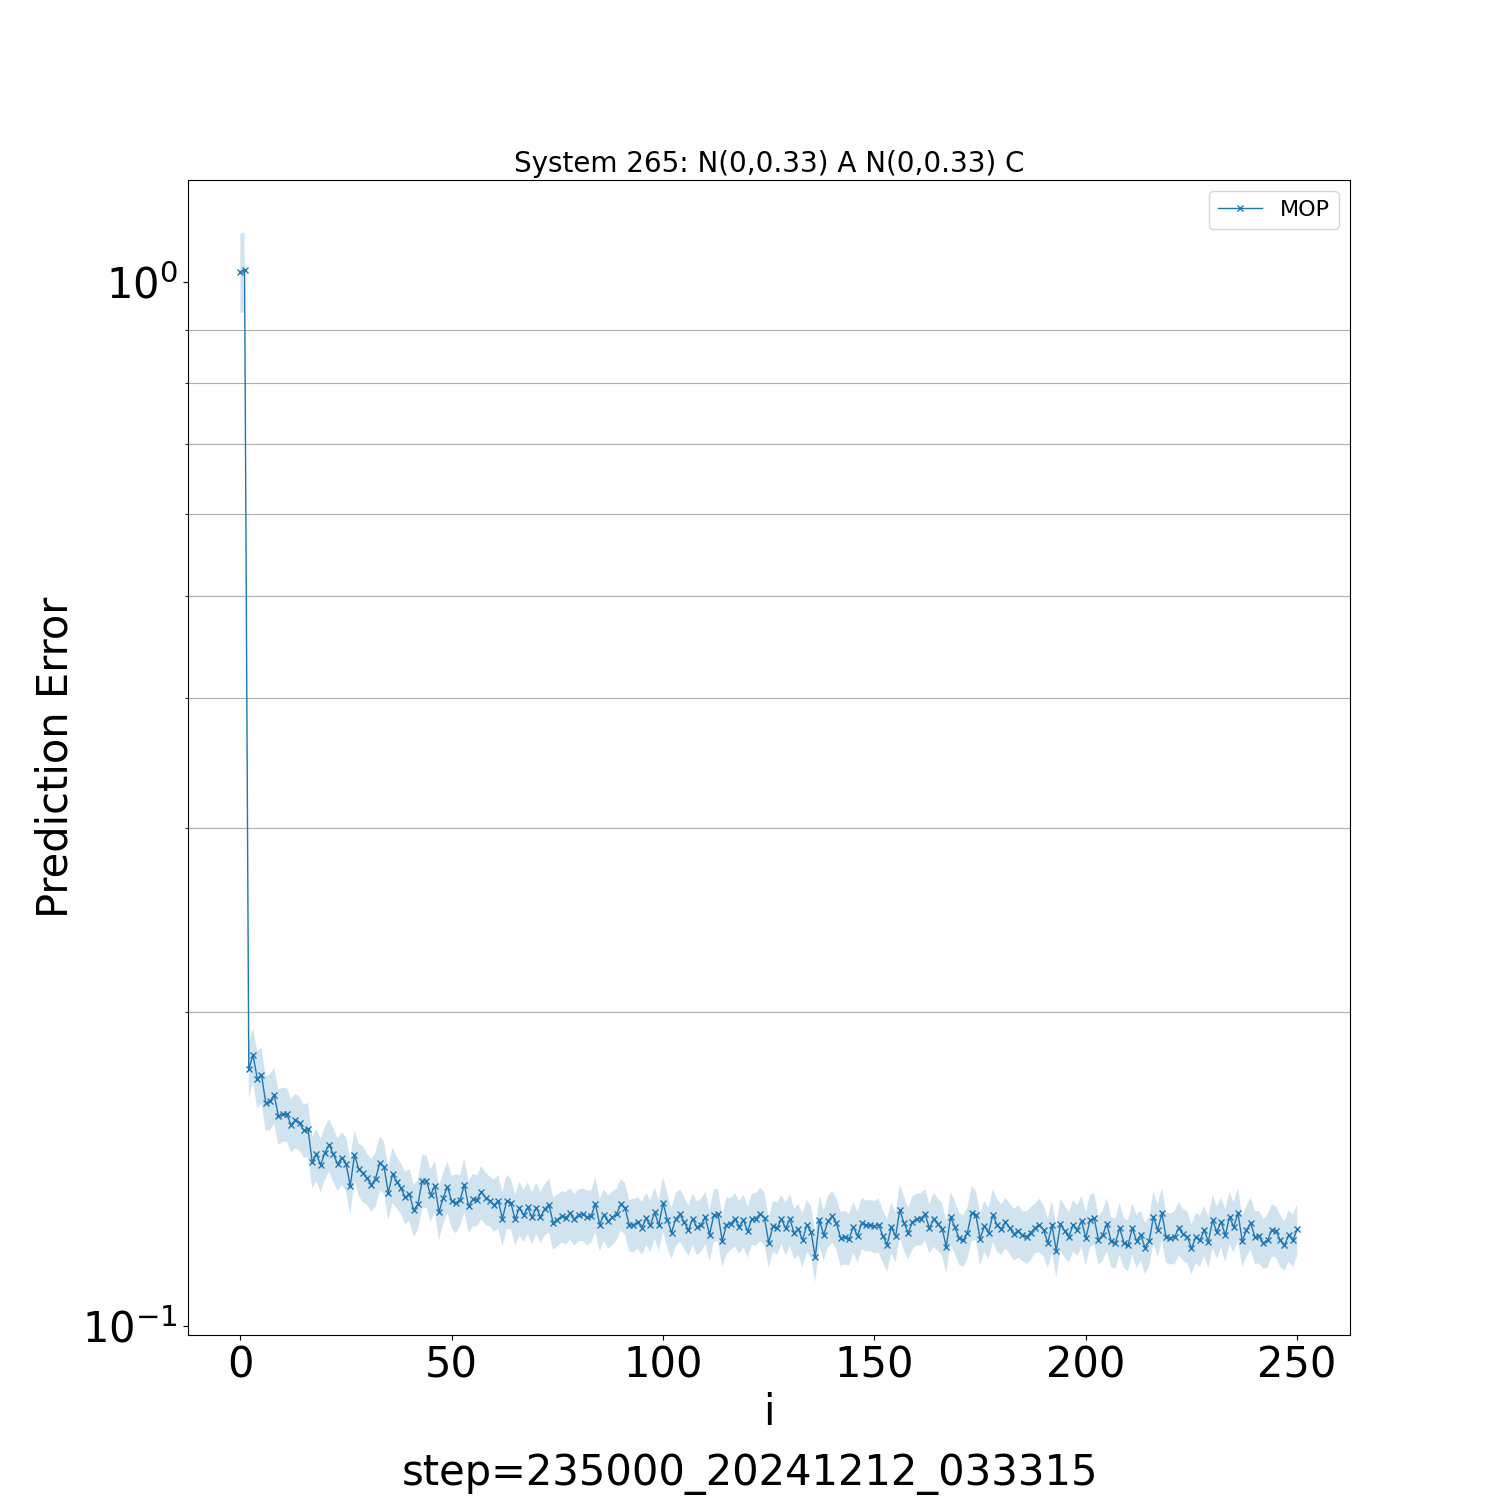 System 265: N(0,0.33) A N(0,0.33) C
MOP
10⁰
Prediction Error
10⁻¹
0 50 100 150 200 250
i
step=235000_20241212_033315